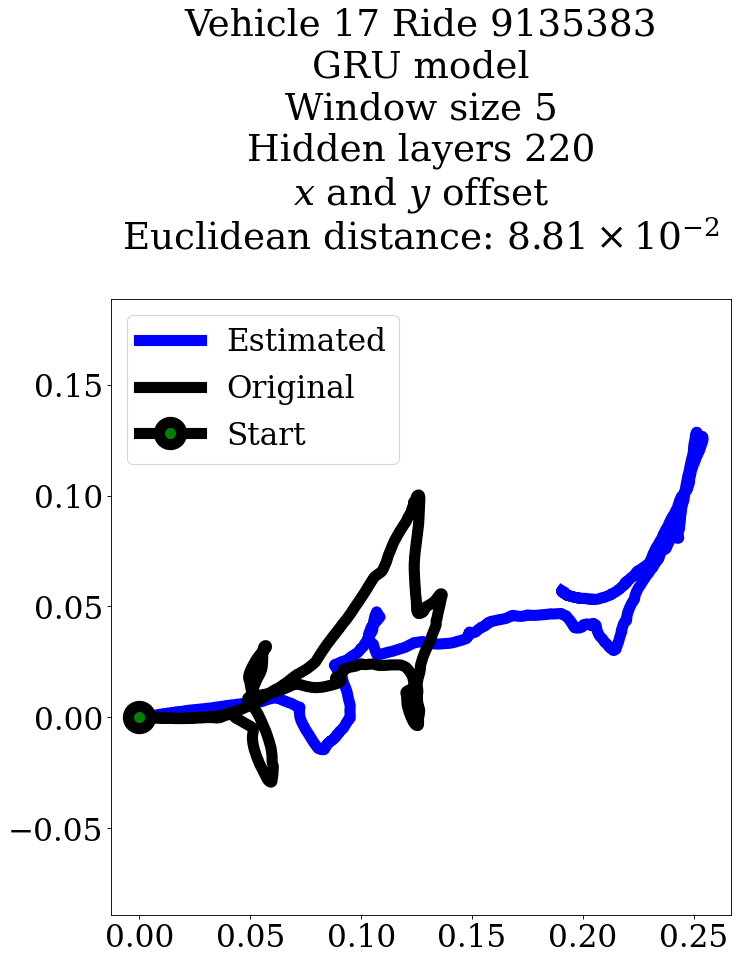 Vehicle 17 Ride 9135383
GRU model
Window size 5
Hidden layers 220
x and y offset
Euclidean distance: 8.81 × 10⁻²
Estimated
Original
Start
0.15
0.10
0.05
0.00
−0.05
0.00 0.05 0.10 0.15 0.20 0.25